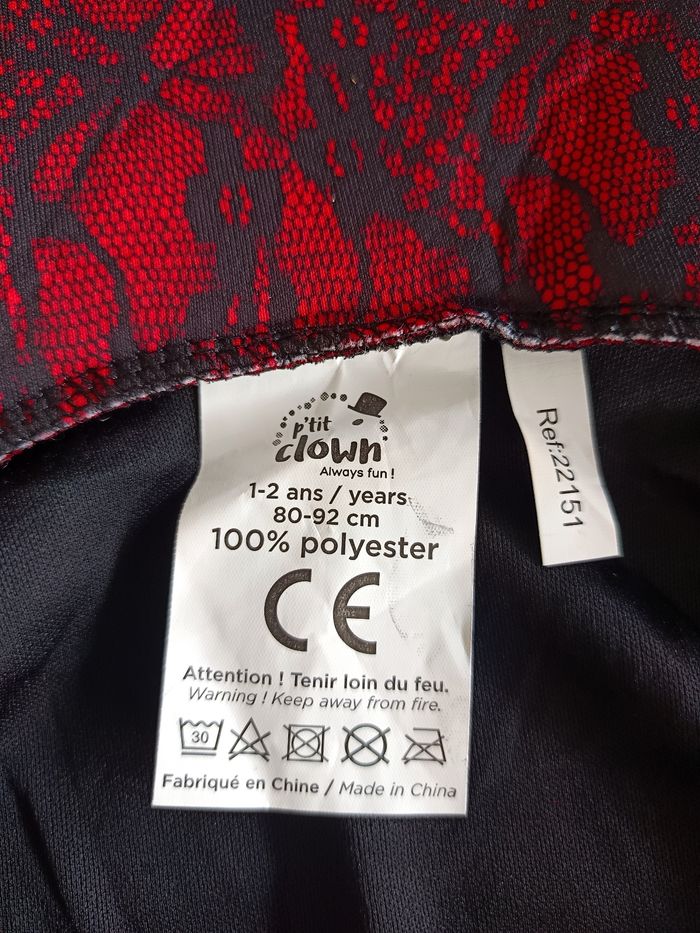 p'tit
clown
Always fun !
1-2 ans / years
80-92 cm
100% polyester
CE
Attention ! Tenir loin du feu.
Warning ! Keep away from fire.
30
Fabriqué en Chine / Made in China
Ref:22151